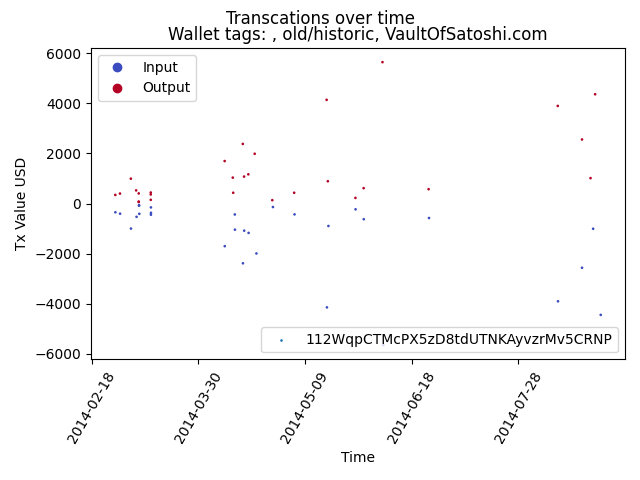 Transcations over time
Wallet tags: , old/historic, VaultOfSatoshi.com
Input
Output
6000
4000
2000
0
−2000
−4000
−6000
Tx Value USD
112WqpCTMcPX5zD8tdUTNKAyvzrMv5CRNP
2014-02-18
2014-03-30
2014-05-09
2014-06-18
2014-07-28
Time